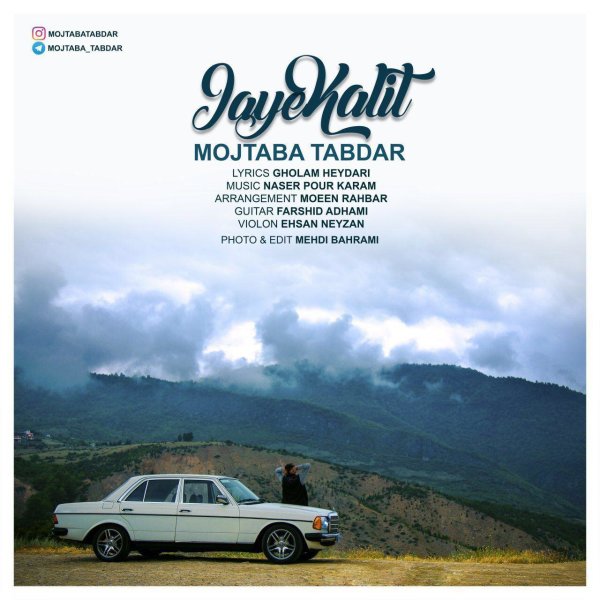 MOJTABATABDAR
MOJTABA_TABDAR
JayeKalit
MOJTABA TABDAR
LYRICS GHOLAM HEYDARI
MUSIC NASER POUR KARAM
ARRANGEMENT MOEEN RAHBAR
GUITAR FARSHID ADHAMI
VIOLON EHSAN NEYZAN
PHOTO & EDIT MEHDI BAHRAMI